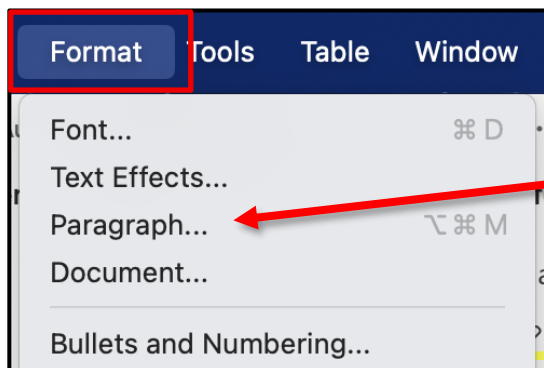 Format Tools Table Window
Font... ⌘ D
Text Effects...
Paragraph... ⌥ ⌘ M
Document...
Bullets and Numbering...